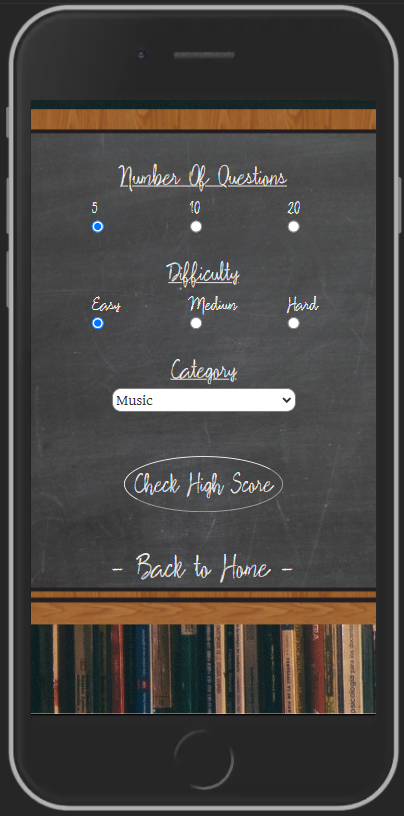 Number Of Questions
5 10 20
Difficulty
Easy Medium Hard
Category
Music
Check High Score
- Back to Home -